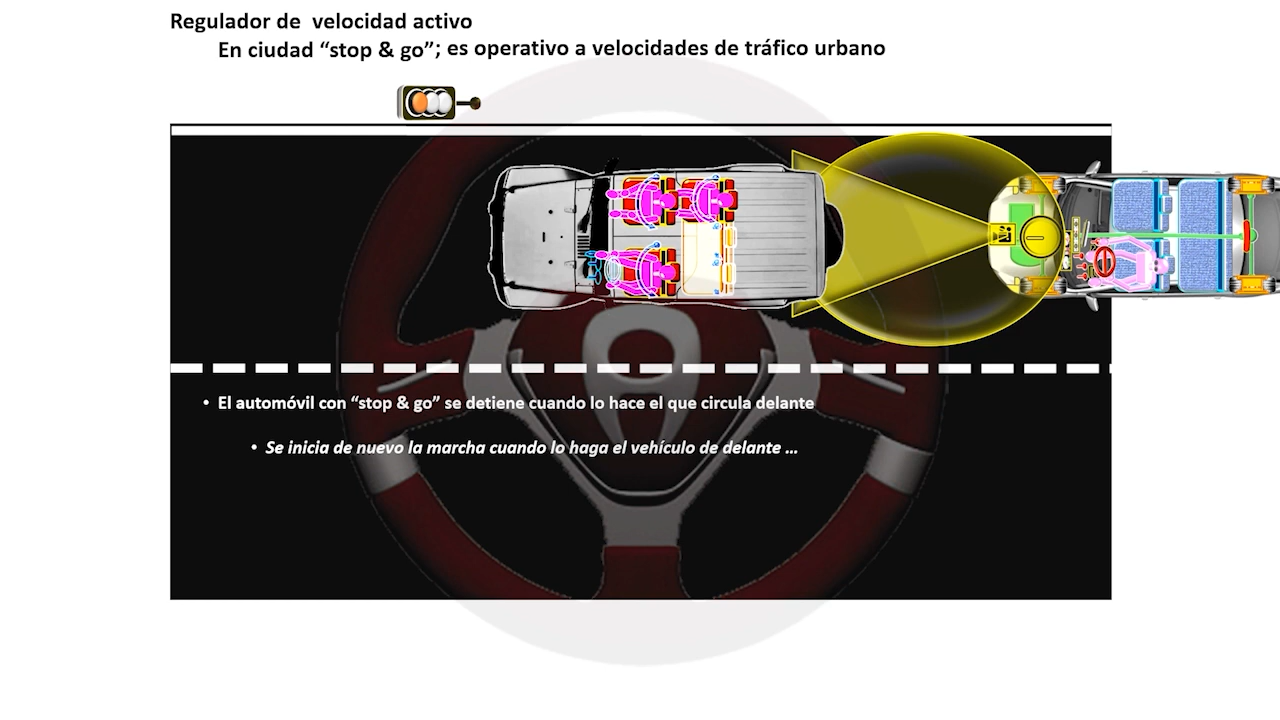 Regulador de  velocidad activo
En ciudad “stop & go”; es operativo a velocidades de tráfico urbano
• El automóvil con “stop & go” se detiene cuando lo hace el que circula delante
• Se inicia de nuevo la marcha cuando lo haga el vehículo de delante ...